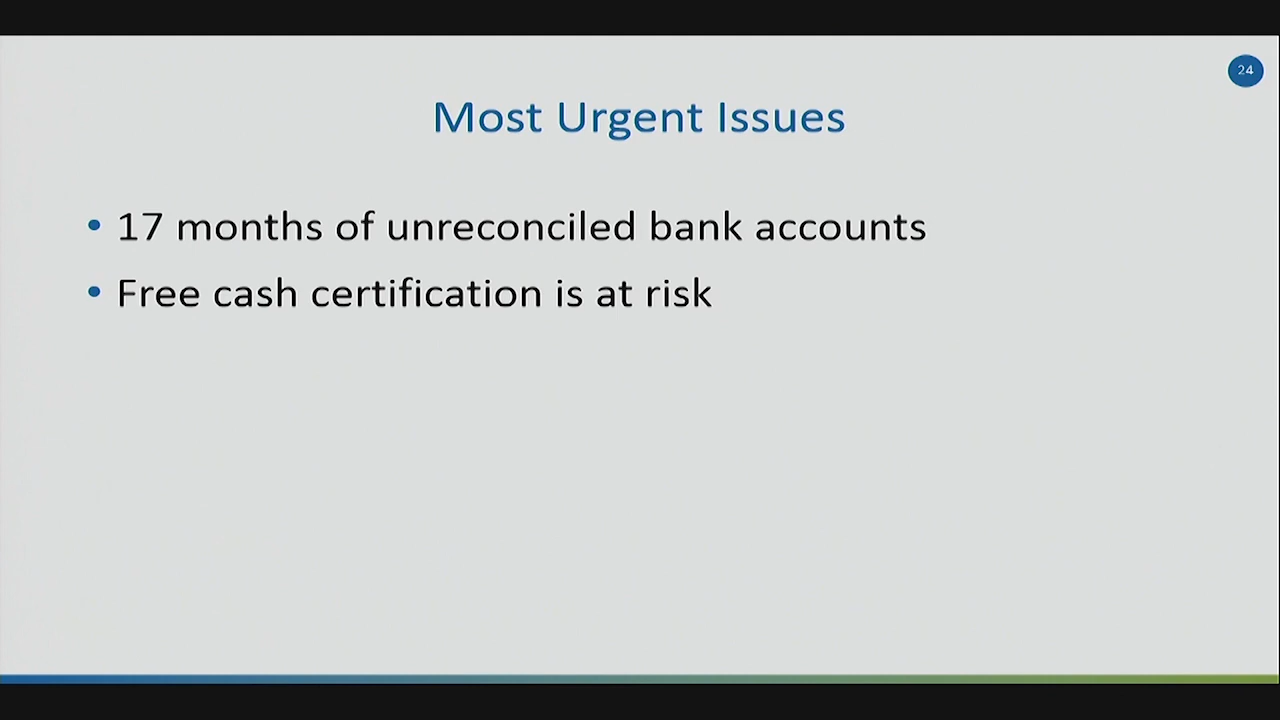 24
Most Urgent Issues
• 17 months of unreconciled bank accounts
• Free cash certification is at risk